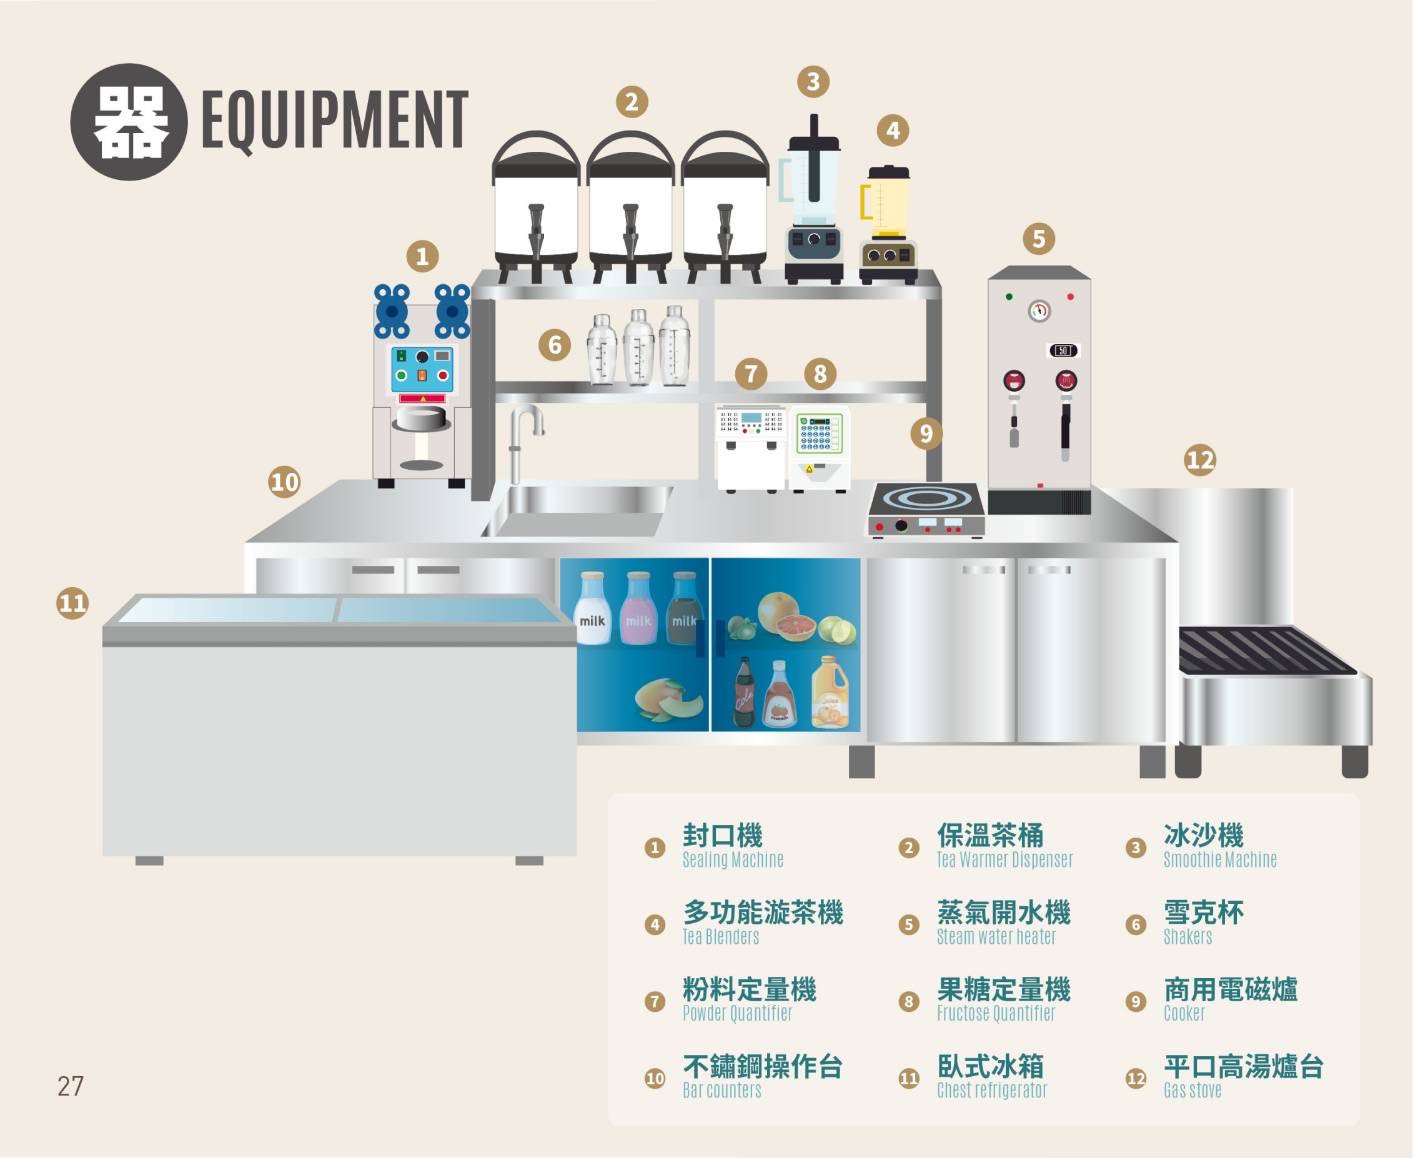 器 EQUIPMENT
3
2
4
5
1
6
7
8
9
12
10
11
milk
milk
milk
Cola
1 封口機
Sealing Machine
2 保溫茶桶
Tea Warmer Dispenser
3 冰沙機
Smoothie Machine
4 多功能漩茶機
Tea Blenders
5 蒸氣開水機
Steam water heater
6 雪克杯
Shakers
7 粉料定量機
Powder Quantifier
8 果糖定量機
Fructose Quantifier
9 商用電磁爐
Cooker
10 不鏽鋼操作台
Bar counters
11 臥式冰箱
Chest refrigerator
12 平口高湯爐台
Gas stove
27